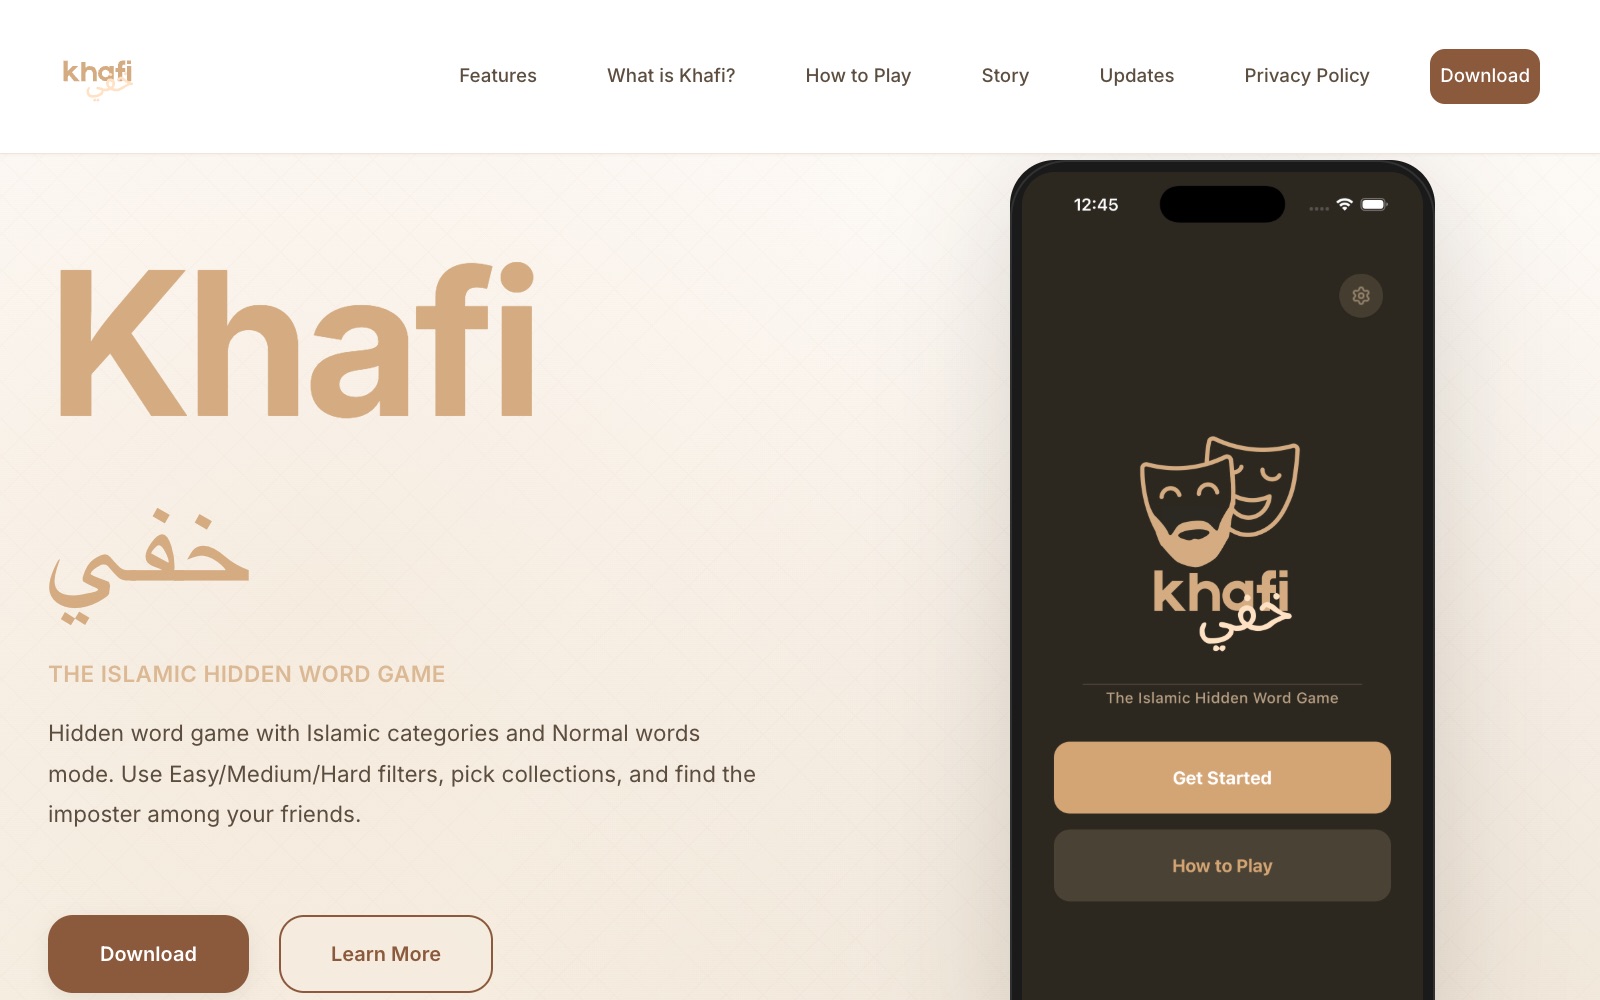 khafi
خفي
Features
What is Khafi?
How to Play
Story
Updates
Privacy Policy
Download
Khafi
خفي
THE ISLAMIC HIDDEN WORD GAME
Hidden word game with Islamic categories and Normal words
mode. Use Easy/Medium/Hard filters, pick collections, and find the
imposter among your friends.
Download
Learn More
12:45
khafi
خفي
The Islamic Hidden Word Game
Get Started
How to Play